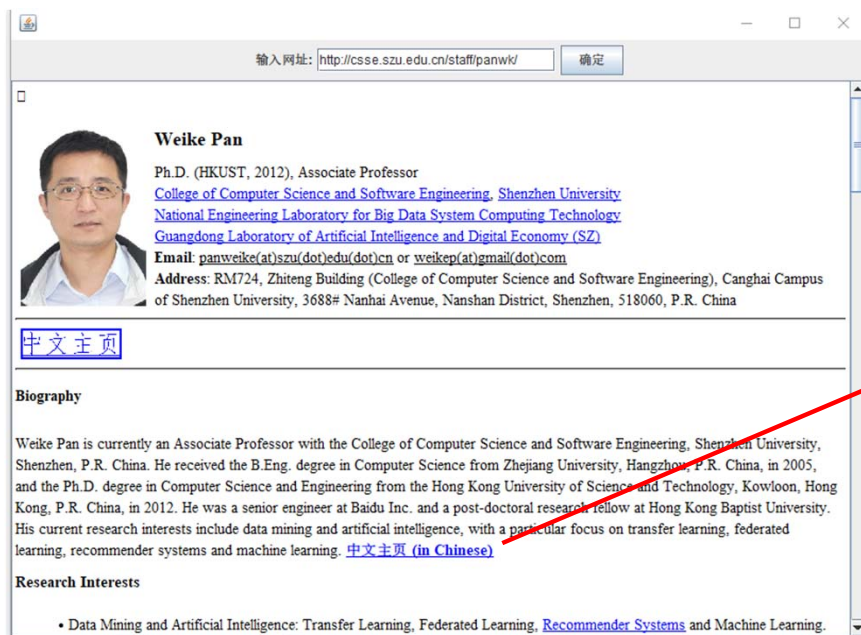 输入网址: http://csse.szu.edu.cn/staff/panwk/ 确定
Weike Pan
Ph.D. (HKUST, 2012), Associate Professor
College of Computer Science and Software Engineering, Shenzhen University
National Engineering Laboratory for Big Data System Computing Technology
Guangdong Laboratory of Artificial Intelligence and Digital Economy (SZ)
Email: panweike(at)szu(dot)edu(dot)cn or weikep(at)gmail(dot)com
Address: RM724, Zhiteng Building (College of Computer Science and Software Engineering), Canghai Campus
of Shenzhen University, 3688# Nanhai Avenue, Nanshan District, Shenzhen, 518060, P.R. China
中文主页
Biography
Weike Pan is currently an Associate Professor with the College of Computer Science and Software Engineering, Shenzhen University,
Shenzhen, P.R. China. He received the B.Eng. degree in Computer Science from Zhejiang University, Hangzhou, P.R. China, in 2005,
and the Ph.D. degree in Computer Science and Engineering from the Hong Kong University of Science and Technology, Kowloon, Hong
Kong, P.R. China, in 2012. He was a senior engineer at Baidu Inc. and a post-doctoral research fellow at Hong Kong Baptist University.
His current research interests include data mining and artificial intelligence, with a particular focus on transfer learning, federated
learning, recommender systems and machine learning. 中文主页 (in Chinese)
Research Interests
• Data Mining and Artificial Intelligence: Transfer Learning, Federated Learning, Recommender Systems and Machine Learning.